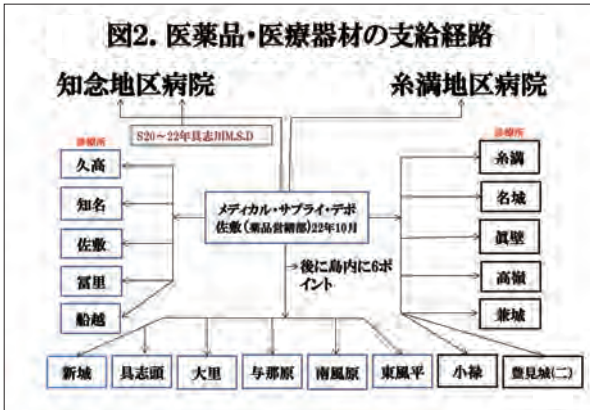 図2. 医薬品・医療器材の支給経路
知念地区病院
糸満地区病院
S20～22年具志川M.S.D
診療所
久高
知名
佐敷
冨里
船越
メディカル・サプライ・デポ
佐敷（薬品営繕部）22年10月
後に島内に6ポ
イント
診療所
糸満
名城
眞壁
高嶺
兼城
新城
具志頭
大里
与那原
南風原
東風平
小禄
豊見城(二)